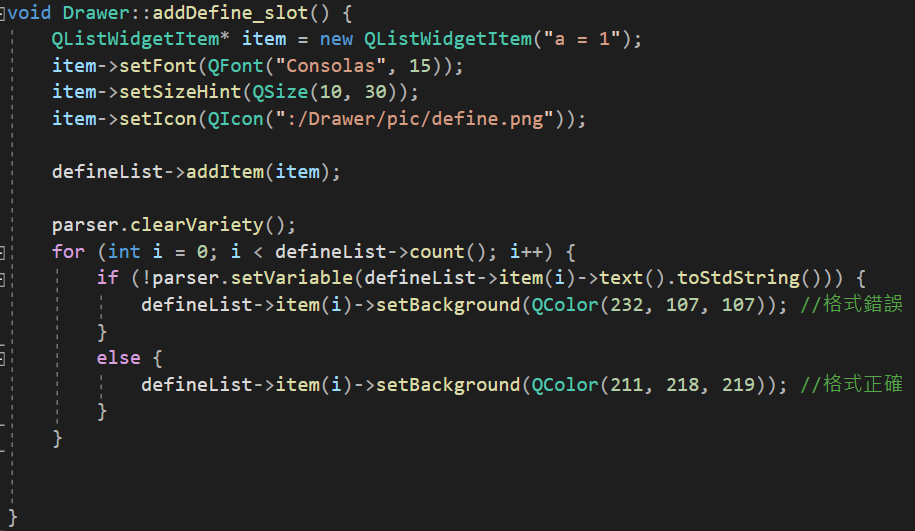 void Drawer::addDefine_slot() {
    QListWidgetItem* item = new QListWidgetItem("a = 1");
    item->setFont(QFont("Consolas", 15));
    item->setSizeHint(QSize(10, 30));
    item->setIcon(QIcon(":/Drawer/pic/define.png"));
    defineList->addItem(item);
    parser.clearVariety();
    for (int i = 0; i < defineList->count(); i++) {
        if (!parser.setVariable(defineList->item(i)->text().toStdString())) {
            defineList->item(i)->setBackground(QColor(232, 107, 107)); //格式錯誤
        }
        else {
            defineList->item(i)->setBackground(QColor(211, 218, 219)); //格式正確
        }
    }
}